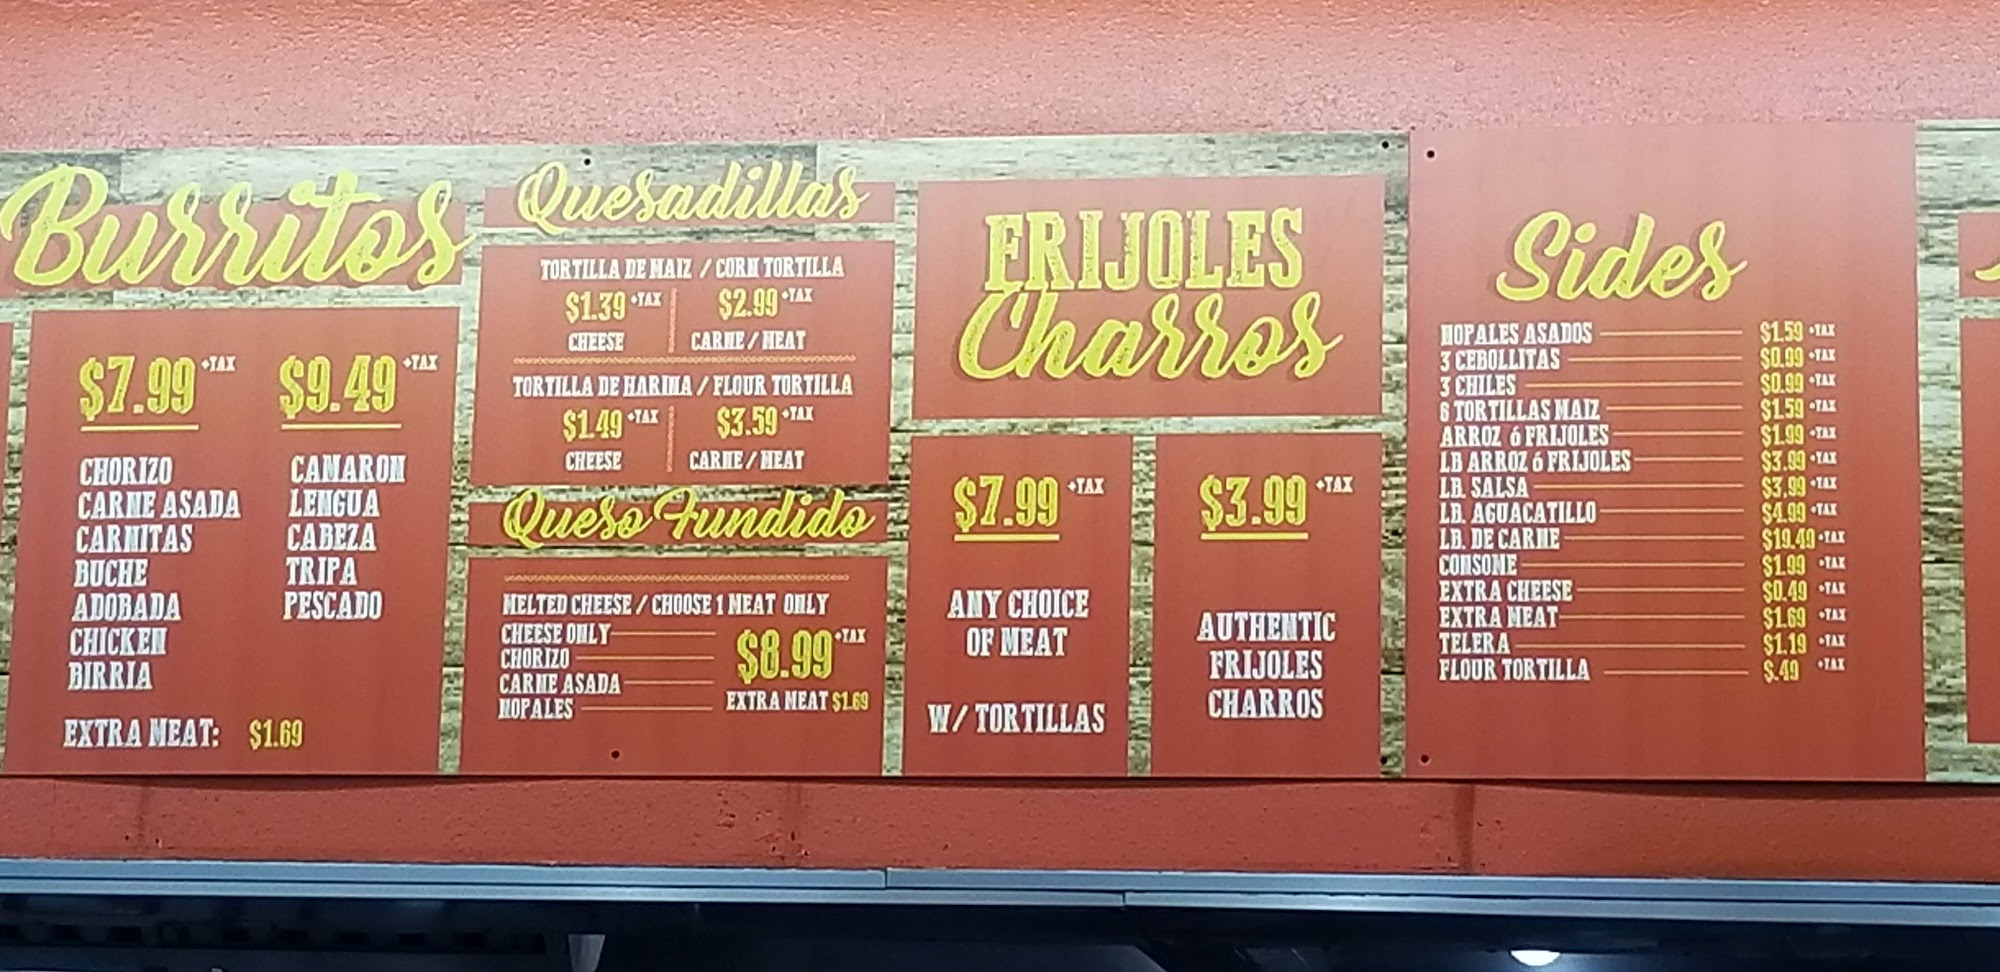 Burritos
$7.99 +TAX
CHORIZO
CARNE ASADA
CARNITAS
BUCHE
ADOBADA
CHICKEN
BIRRIA
$9.49 +TAX
CAMARON
LENGUA
CABEZA
TRIPA
PESCADO
EXTRA MEAT: $1.69
Quesadillas
TORTILLA DE MAIZ / CORN TORTILLA
$1.39 +TAX $2.99 +TAX
CHEESE CARNE / MEAT
TORTILLA DE HARINA / FLOUR TORTILLA
$1.49 +TAX $3.59 +TAX
CHEESE CARNE / MEAT
Queso Fundido
MELTED CHEESE / CHOOSE 1 MEAT ONLY
CHEESE ONLY
CHORIZO
CARNE ASADA
NOPALES
$8.99 +TAX
EXTRA MEAT $1.69
FRIJOLES
Charros
$7.99 +TAX
ANY CHOICE
OF MEAT
W/ TORTILLAS
$3.99 +TAX
AUTHENTIC
FRIJOLES
CHARROS
Sides
NOPALES ASADOS $1.59 +TAX
3 CEBOLLITAS $0.99 +TAX
3 CHILES $0.99 +TAX
6 TORTILLAS MAIZ $1.59 +TAX
ARROZ ó FRIJOLES $1.99 +TAX
LB ARROZ ó FRIJOLES $3.99 +TAX
LB. SALSA $3.99 +TAX
LB. AGUACATILLO $4.99 +TAX
LB. DE CARNE $19.49 +TAX
CONSOME $1.99 +TAX
EXTRA CHEESE $0.49 +TAX
EXTRA MEAT $1.69 +TAX
TELERA $1.19 +TAX
FLOUR TORTILLA $.49 +TAX